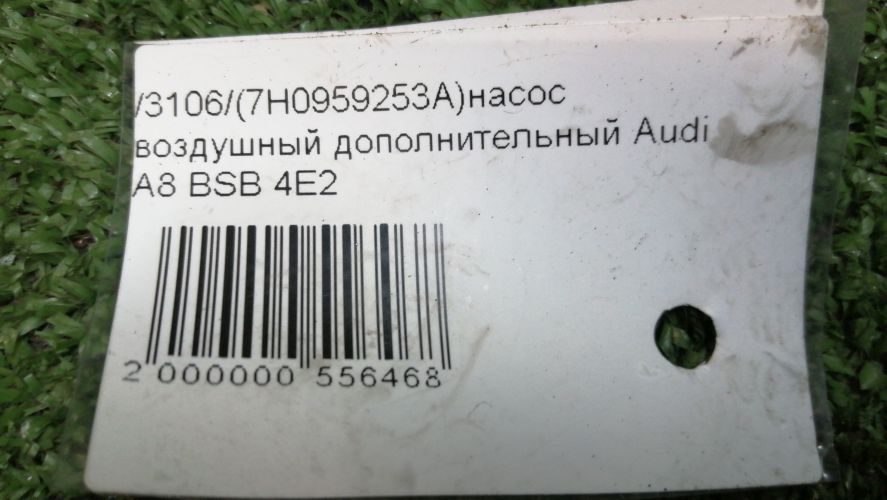 /3106/(7H0959253A)насос
воздушный дополнительный Audi
A8 BSB 4E2
2 000000 556468